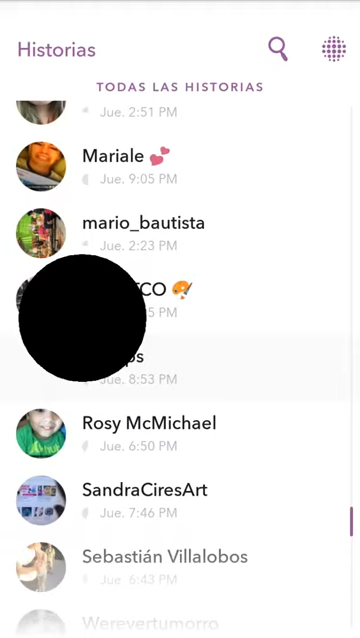 Historias
TODAS LAS HISTORIAS
Jue. 2:51 PM
Mariale 💕
Jue. 9:05 PM
mario_bautista
Jue. 2:23 PM
CO 🎨
5 PM
ps
Jue. 8:53 PM
Rosy McMichael
Jue. 6:50 PM
SandraCiresArt
Jue. 7:46 PM
Sebastián Villalobos
Jue. 6:43 PM
Werevertumorro